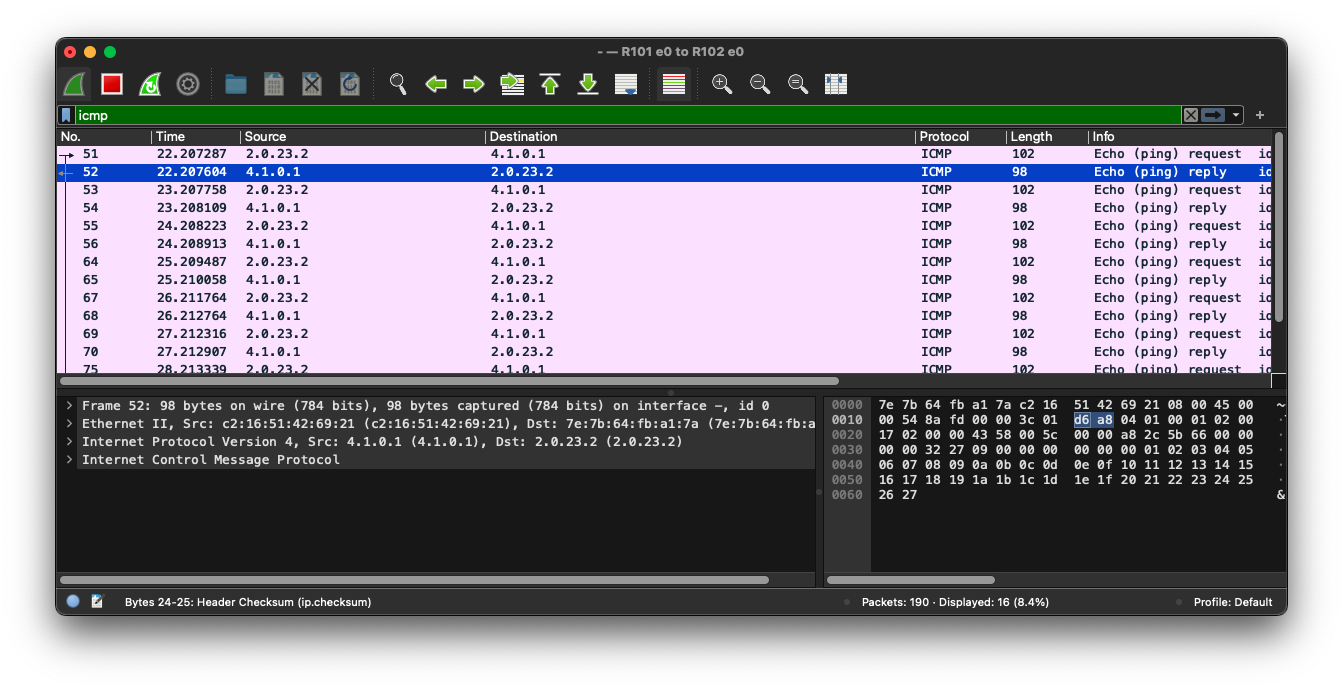 - — R101 e0 to R102 e0
icmp
+
No. Time Source Destination Protocol Length Info
51 22.207287 2.0.23.2 4.1.0.1 ICMP 102 Echo (ping) request
52 22.207604 4.1.0.1 2.0.23.2 ICMP 98 Echo (ping) reply
53 23.207758 2.0.23.2 4.1.0.1 ICMP 102 Echo (ping) request
54 23.208109 4.1.0.1 2.0.23.2 ICMP 98 Echo (ping) reply
55 24.208223 2.0.23.2 4.1.0.1 ICMP 102 Echo (ping) request
56 24.208913 4.1.0.1 2.0.23.2 ICMP 98 Echo (ping) reply
64 25.209487 2.0.23.2 4.1.0.1 ICMP 102 Echo (ping) request
65 25.210058 4.1.0.1 2.0.23.2 ICMP 98 Echo (ping) reply
67 26.211764 2.0.23.2 4.1.0.1 ICMP 102 Echo (ping) request
68 26.212764 4.1.0.1 2.0.23.2 ICMP 98 Echo (ping) reply
69 27.212316 2.0.23.2 4.1.0.1 ICMP 102 Echo (ping) request
70 27.212907 4.1.0.1 2.0.23.2 ICMP 98 Echo (ping) reply
75 28.213339 2.0.23.2 4.1.0.1 ICMP 102 Echo (ping) request
Frame 52: 98 bytes on wire (784 bits), 98 bytes captured (784 bits) on interface -, id 0
Ethernet II, Src: c2:16:51:42:69:21 (c2:16:51:42:69:21), Dst: 7e:7b:64:fb:a1:7a (7e:7b:64:fb:a
Internet Protocol Version 4, Src: 4.1.0.1 (4.1.0.1), Dst: 2.0.23.2 (2.0.23.2)
Internet Control Message Protocol
0000 7e 7b 64 fb a1 7a c2 16 51 42 69 21 08 00 45 00 ~
0010 00 54 8a fd 00 00 3c 01 d6 a8 04 01 00 01 02 00
0020 17 02 00 00 43 58 00 5c 00 00 a8 2c 5b 66 00 00
0030 00 00 32 27 09 00 00 00 00 00 00 01 02 03 04 05
0040 06 07 08 09 0a 0b 0c 0d 0e 0f 10 11 12 13 14 15
0050 16 17 18 19 1a 1b 1c 1d 1e 1f 20 21 22 23 24 25
0060 26 27 &
Bytes 24-25: Header Checksum (ip.checksum)
Packets: 190 · Displayed: 16 (8.4%)
Profile: Default